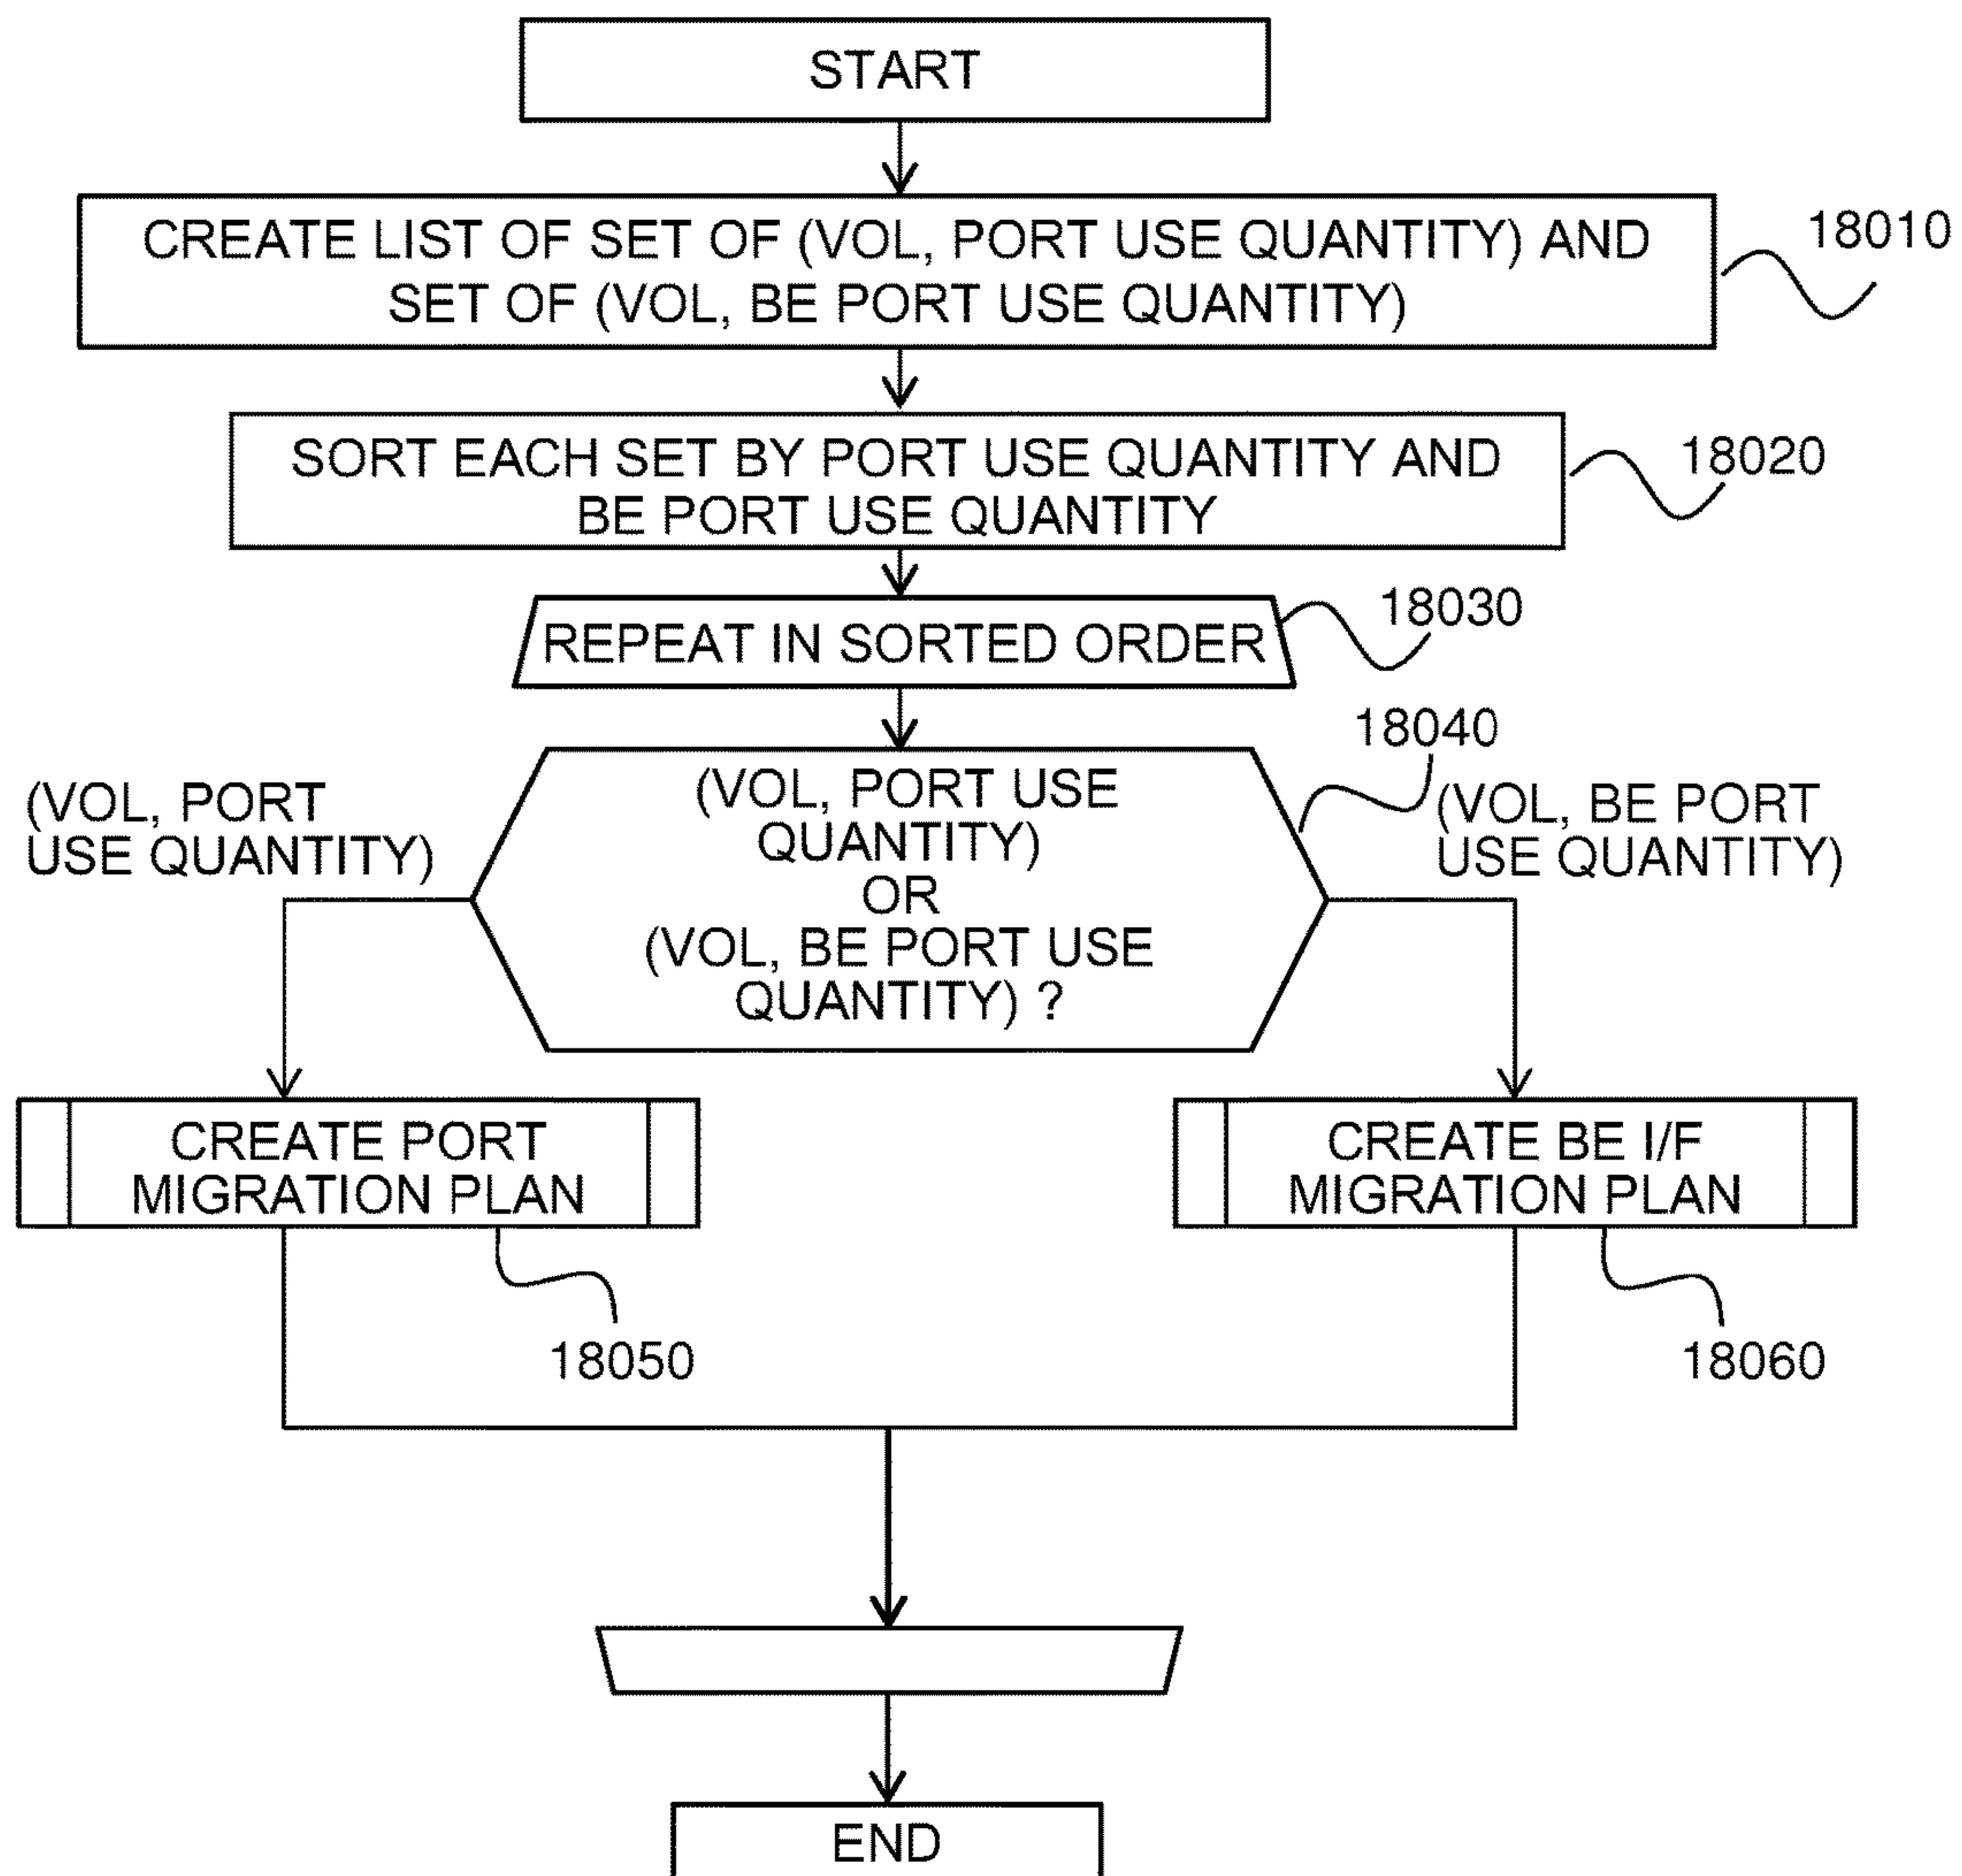 START
CREATE LIST OF SET OF (VOL, PORT USE QUANTITY) AND
SET OF (VOL, BE PORT USE QUANTITY)
18010
SORT EACH SET BY PORT USE QUANTITY AND
BE PORT USE QUANTITY
18020
REPEAT IN SORTED ORDER
18030
18040
(VOL, PORT
USE QUANTITY)
(VOL, PORT USE
QUANTITY)
OR
(VOL, BE PORT USE
QUANTITY) ?
(VOL, BE PORT
USE QUANTITY)
CREATE PORT
MIGRATION PLAN
18050
CREATE BE I/F
MIGRATION PLAN
18060
END